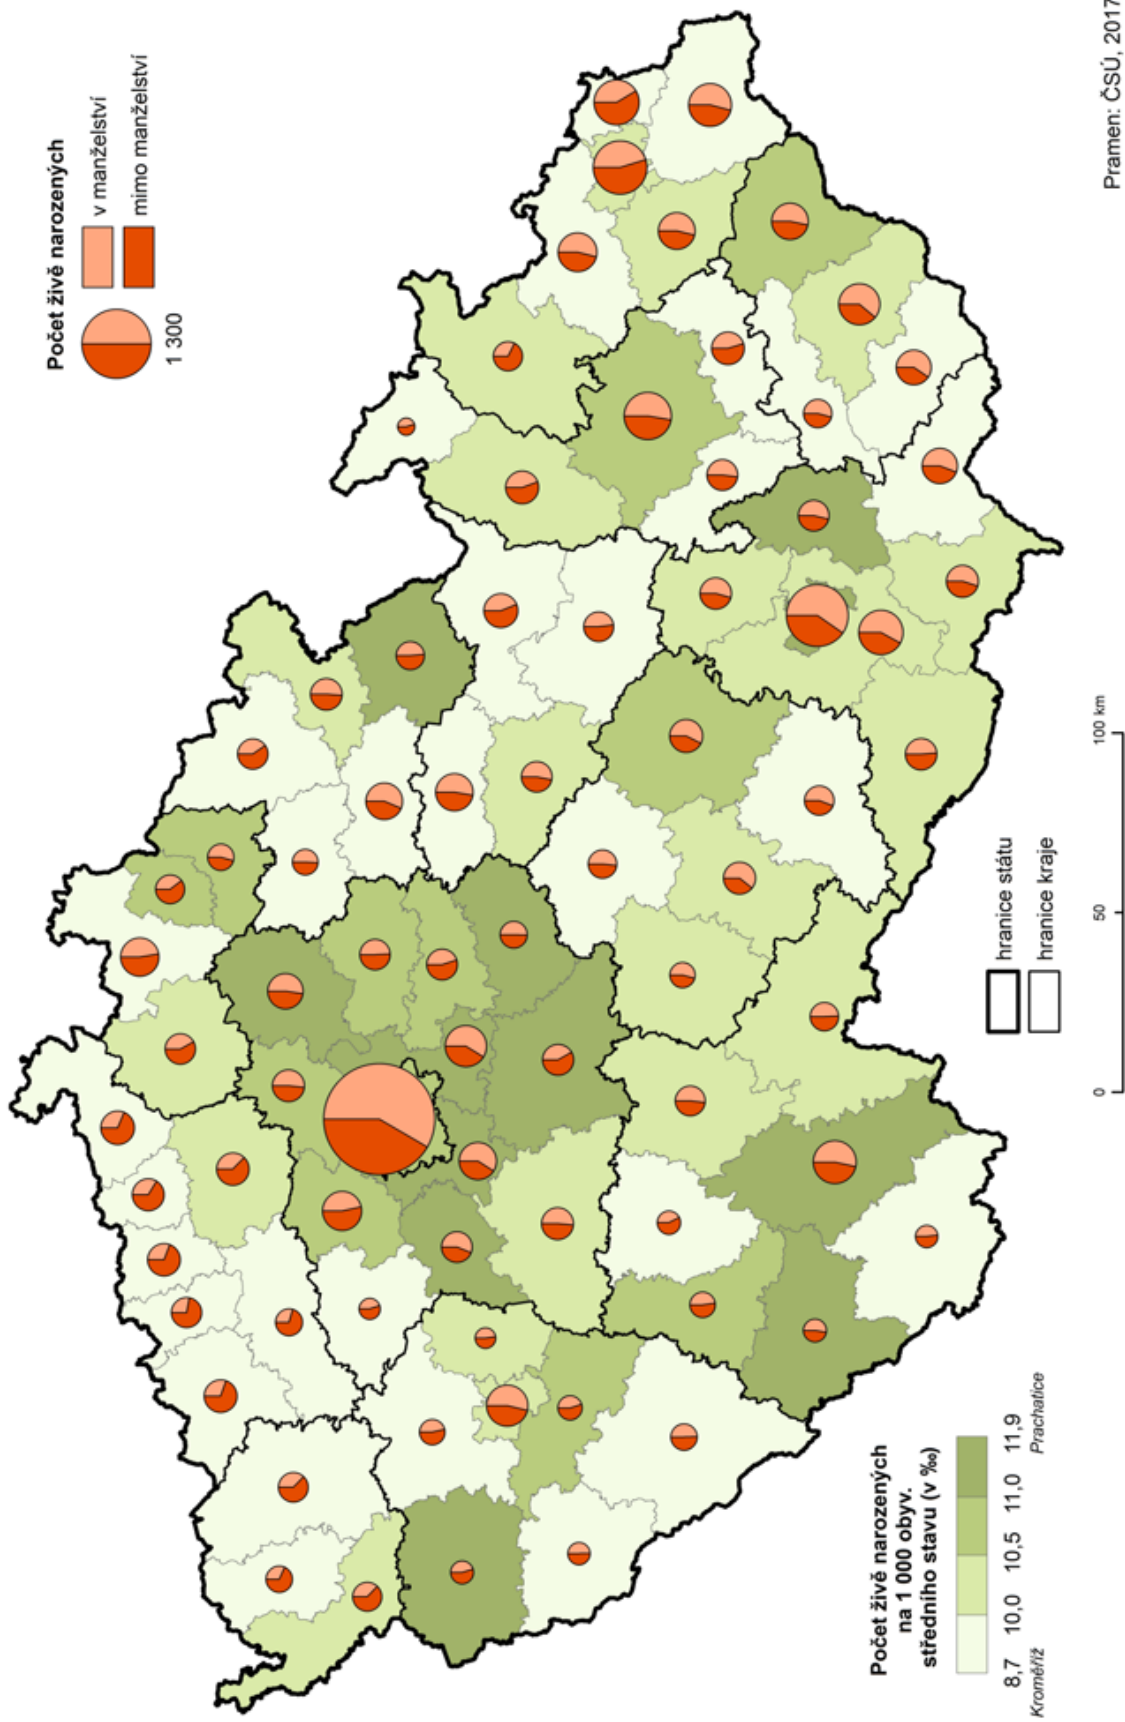 Počet živě narozených
v manželství
mimo manželství
1 300
Počet živě narozených
na 1 000 obyv.
středního stavu (v ‰)
8,7 10,0 10,5 11,0 11,9
Kroměříž Prachatice
hranice státu
hranice kraje
0 50 100 km
Pramen: ČSÚ, 2017